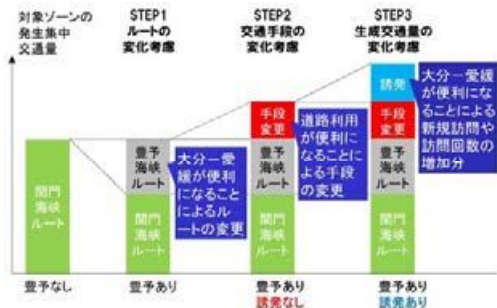 対象ゾーンの
発生集中
交通量
STEP1
ルートの
変化考慮
STEP2
交通手段の
変化考慮
STEP3
生成交通量の
変化考慮
関門
海峡
ルート
豊予
海峡
ルート
関門
海峡
ルート
大分ー愛
媛が便利
になること
によるルー
トの変更
手段
変更
豊予
海峡
ルート
関門
海峡
ルート
道路利用
が便利に
なることに
よる手段
の変更
誘発
手段
変更
豊予
海峡
ルート
関門
海峡
ルート
大分ー愛媛
が便利にな
ることによる
新規訪問や
訪問回数の
増加分
豊予なし
豊予あり
豊予あり
誘発なし
豊予あり
誘発あり